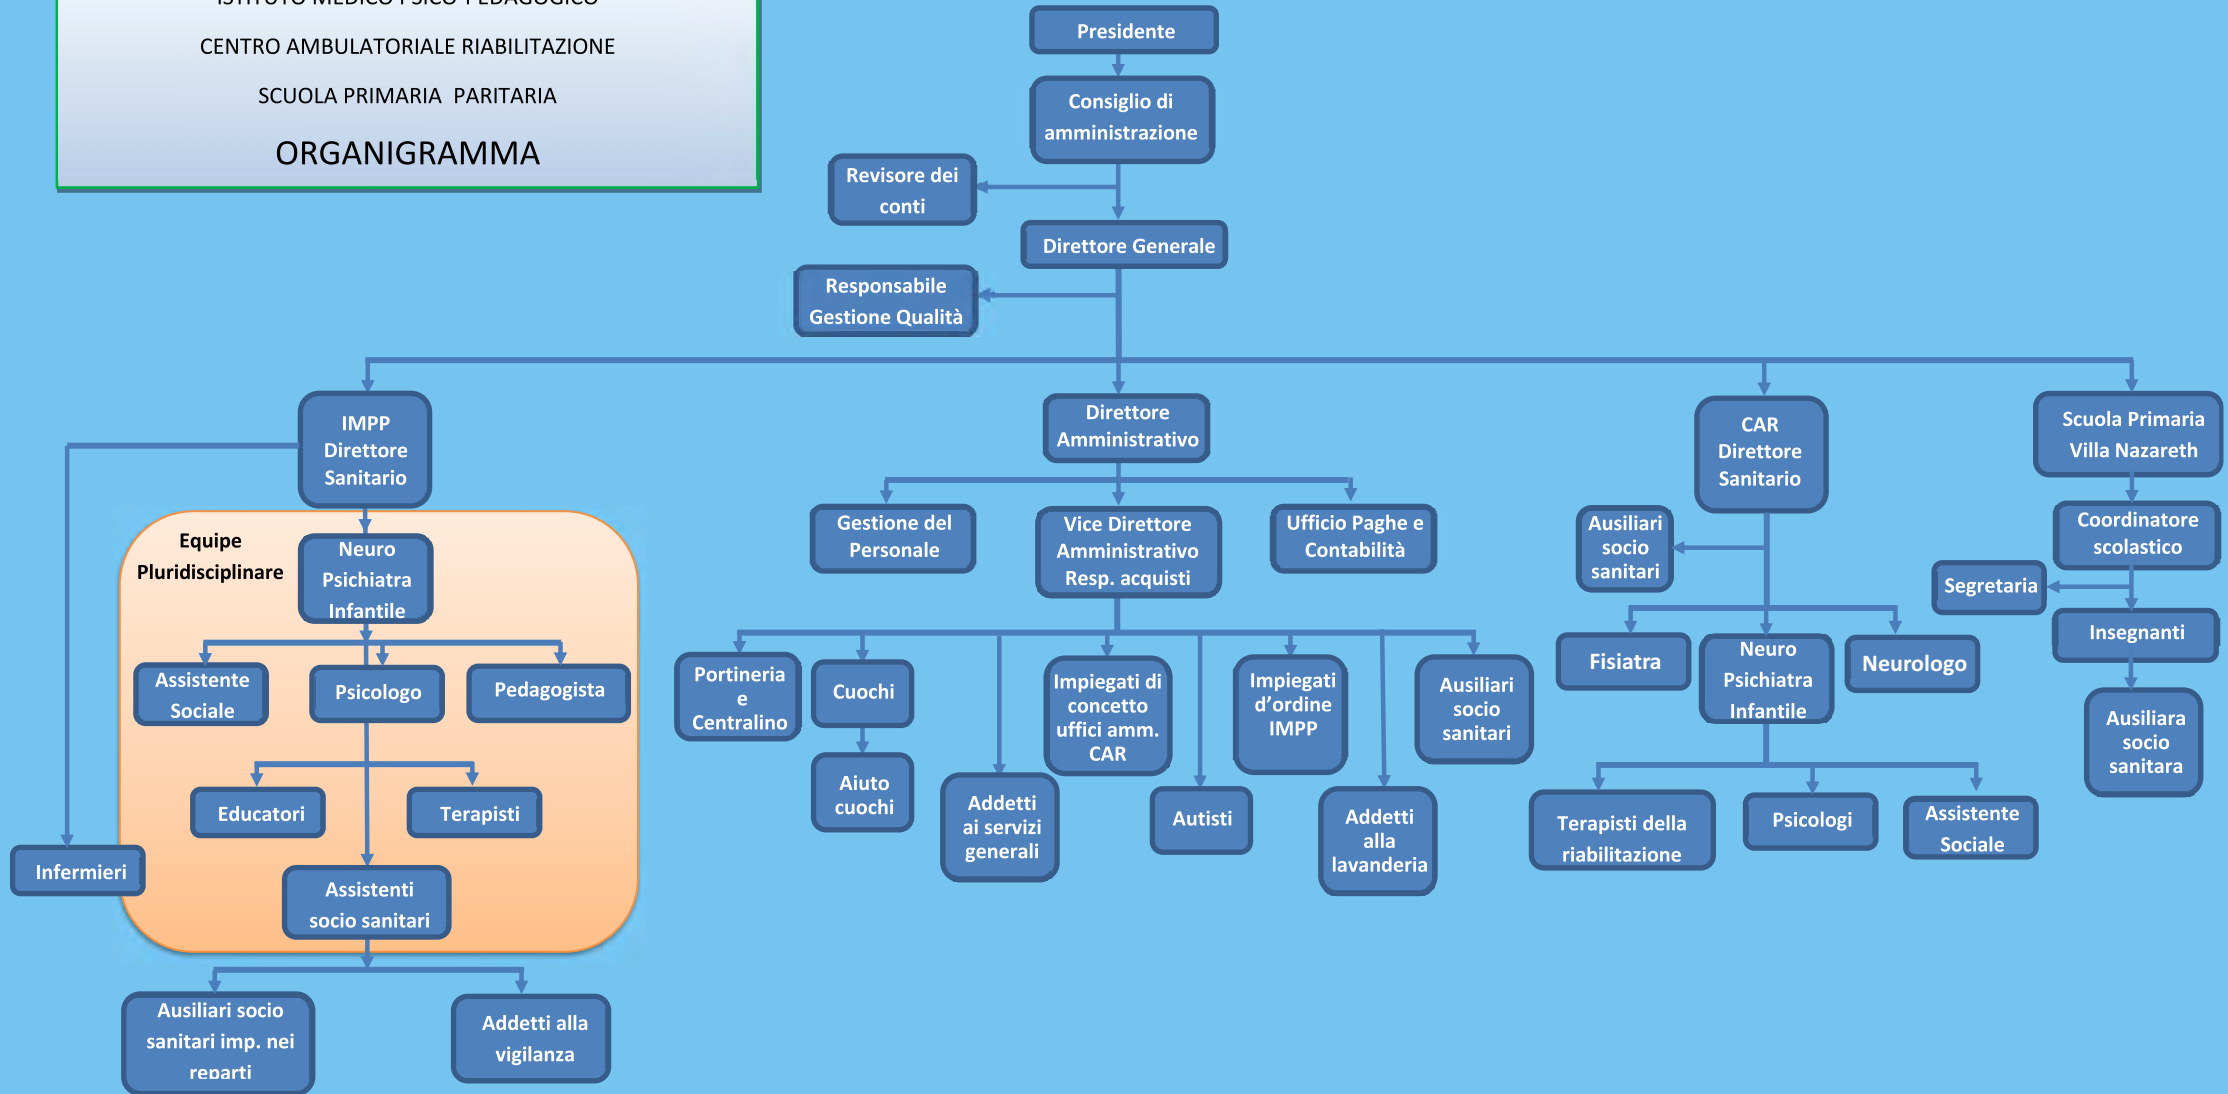 ISTITUTO MEDICO PSICO PEDAGOGICO
CENTRO AMBULATORIALE RIABILITAZIONE
SCUOLA PRIMARIA PARITARIA
ORGANIGRAMMA
Presidente
Consiglio di
amministrazione
Revisore dei
conti
Direttore Generale
Responsabile
Gestione Qualità
IMPP
Direttore
Sanitario
Direttore
Amministrativo
CAR
Direttore
Sanitario
Scuola Primaria
Villa Nazareth
Equipe
Pluridisciplinare
Neuro
Psichiatra
Infantile
Gestione del
Personale
Vice Direttore
Amministrativo
Resp. acquisti
Ufficio Paghe e
Contabilità
Ausiliari
socio
sanitari
Coordinatore
scolastico
Segretaria
Insegnanti
Assistente
Sociale
Psicologo
Pedagogista
Portineria
e
Centralino
Cuochi
Impiegati di
concetto
uffici amm.
CAR
Impiegati
d’ordine
IMPP
Ausiliari
socio
sanitari
Fisiatra
Neuro
Psichiatra
Infantile
Neurologo
Ausiliara
socio
sanitara
Educatori
Terapisti
Aiuto
cuochi
Addetti
ai servizi
generali
Autisti
Addetti
alla
lavanderia
Terapisti della
riabilitazione
Psicologi
Assistente
Sociale
Infermieri
Assistenti
socio sanitari
Ausiliari socio
sanitari imp. nei
reparti
Addetti alla
vigilanza